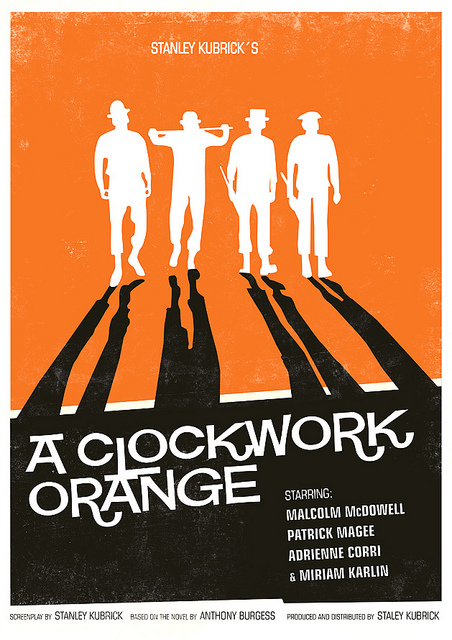 STANLEY KUBRICK´S
A CLOCKWORK
ORANGE
STARRING:
MALCOLM McDOWELL
PATRICK MAGEE
ADRIENNE CORRI
& MIRIAM KARLIN
SCREENPLAY BY STANLEY KUBRICK BASED ON THE NOVEL BY ANTHONY BURGESS PRODUCED AND DISTRIBUTED BY STALEY KUBRICK